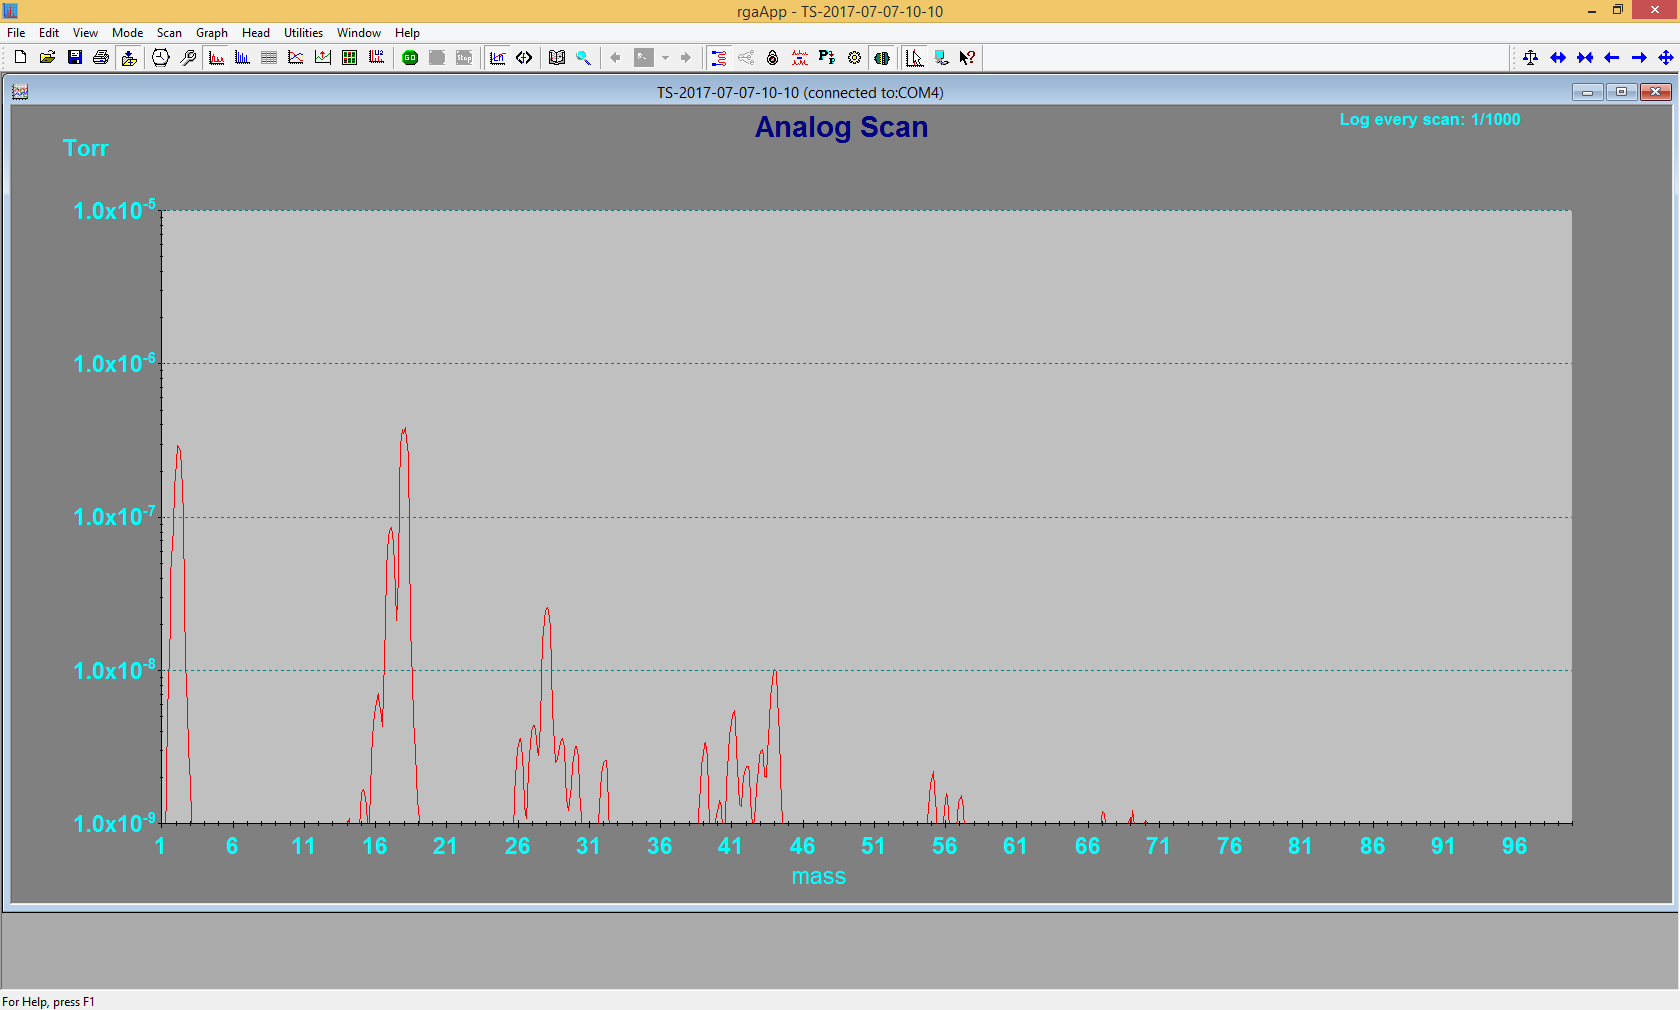 rgaApp - TS-2017-07-07-10-10
File Edit View Mode Scan Graph Head Utilities Window Help
GO Stop
TS-2017-07-07-10-10 (connected to:COM4)
Analog Scan
Log every scan: 1/1000
Torr
1.0x10-5
1.0x10-6
1.0x10-7
1.0x10-8
1.0x10-9
1 6 11 16 21 26 31 36 41 46 51 56 61 66 71 76 81 86 91 96
mass
For Help, press F1